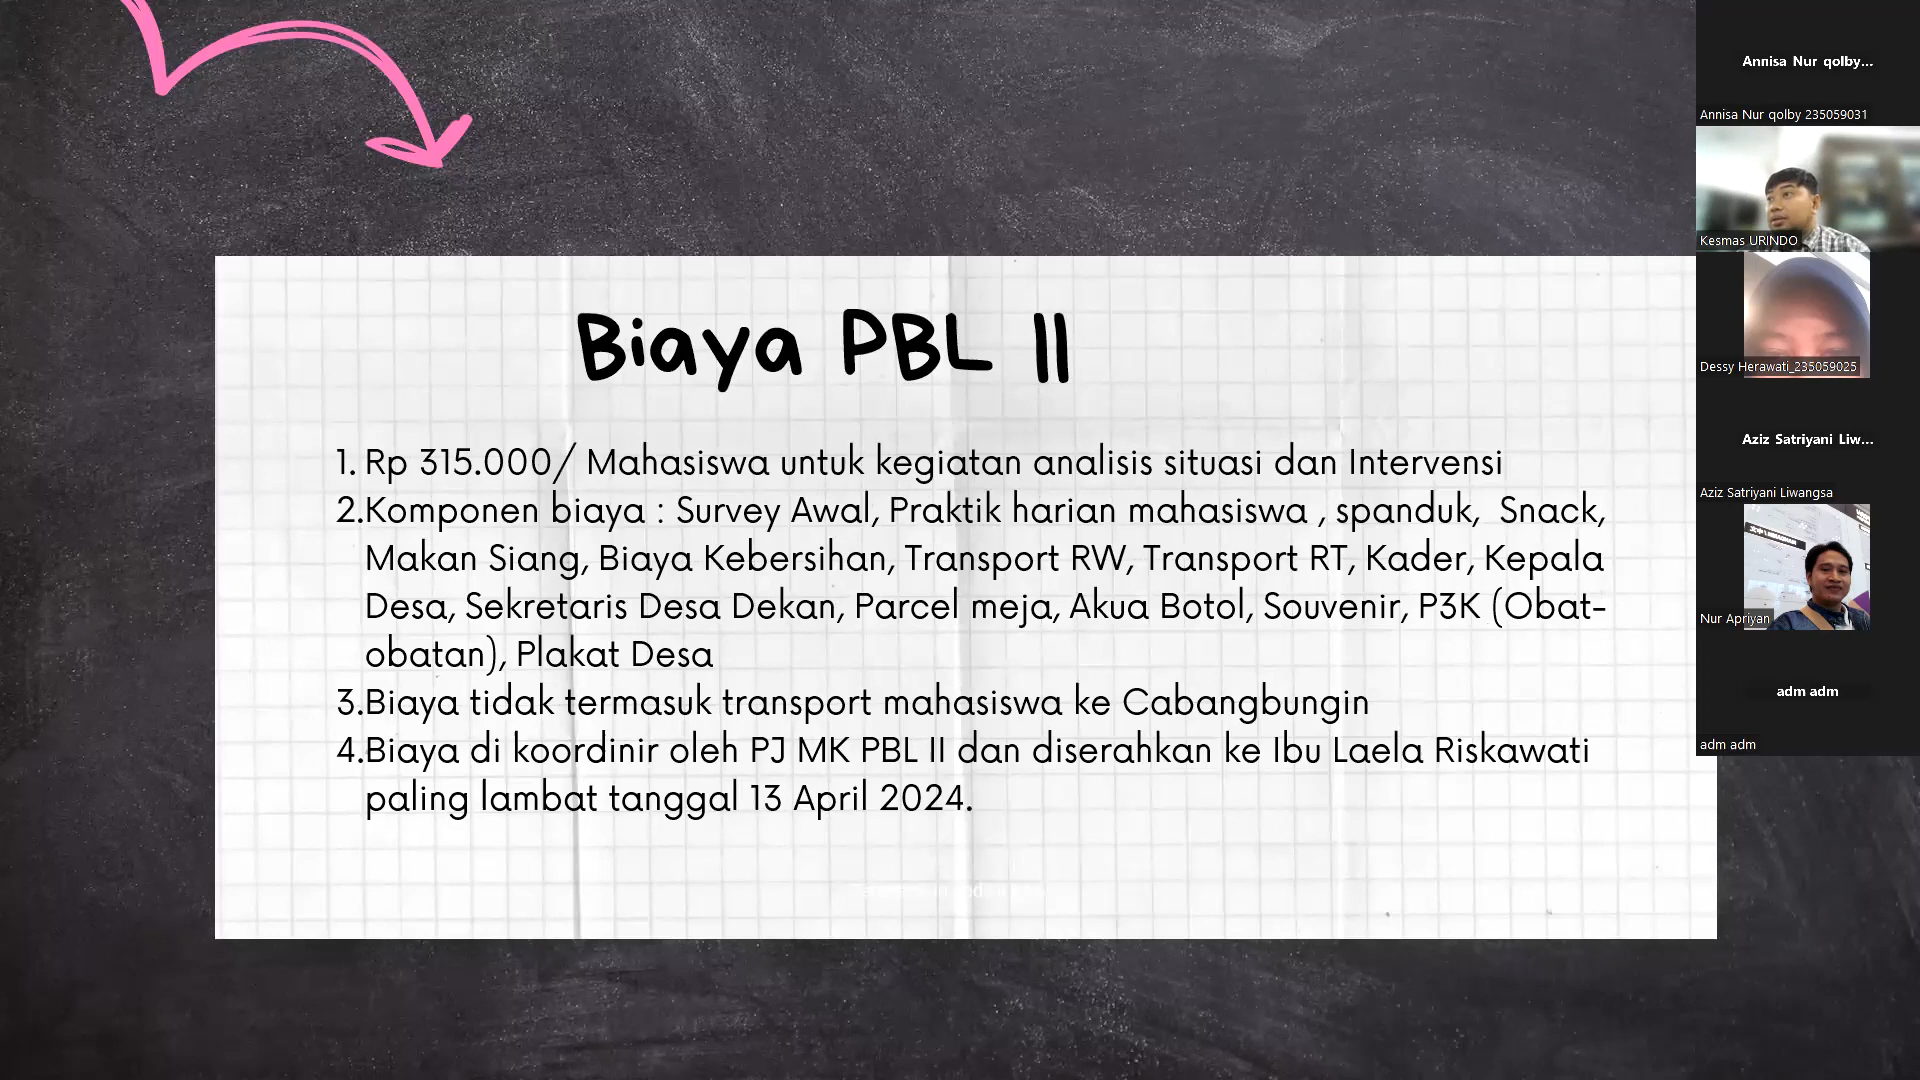 Biaya PBL II
1. Rp 315.000/ Mahasiswa untuk kegiatan analisis situasi dan Intervensi
2.Komponen biaya : Survey Awal, Praktik harian mahasiswa , spanduk, Snack,
Makan Siang, Biaya Kebersihan, Transport RW, Transport RT, Kader, Kepala
Desa, Sekretaris Desa Dekan, Parcel meja, Akua Botol, Souvenir, P3K (Obat-
obatan), Plakat Desa
3.Biaya tidak termasuk transport mahasiswa ke Cabangbungin
4.Biaya di koordinir oleh PJ MK PBL II dan diserahkan ke Ibu Laela Riskawati
paling lambat tanggal 13 April 2024.
Annisa Nur qolby...
Annisa Nur qolby 235059031
Kesmas URINDO
Dessy Herawati_235059025
Aziz Satriyani Liw...
Aziz Satriyani Liwangsa
Nur Apriyan
adm adm
adm adm